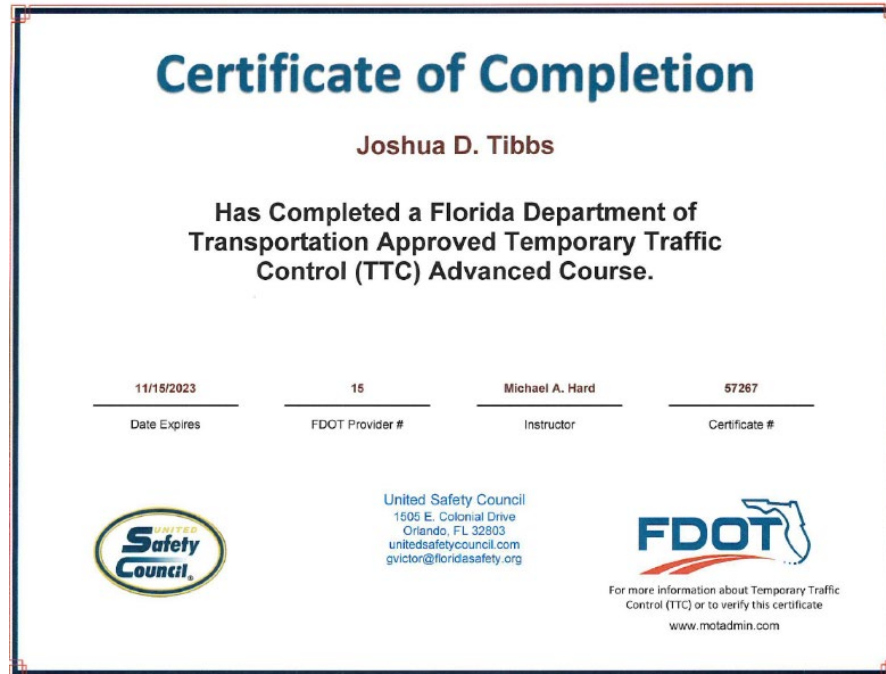 Certificate of Completion
Joshua D. Tibbs
Has Completed a Florida Department of
Transportation Approved Temporary Traffic
Control (TTC) Advanced Course.
11/15/2023
15
Michael A. Hard
57267
Date Expires
FDOT Provider #
Instructor
Certificate #
UNITED
Safety
Council®
United Safety Council
1505 E. Colonial Drive
Orlando, FL 32803
unitedsafetycouncil.com
gvictor@floridasafety.org
FDOT
For more information about Temporary Traffic
Control (TTC) or to verify this certificate
www.motadmin.com